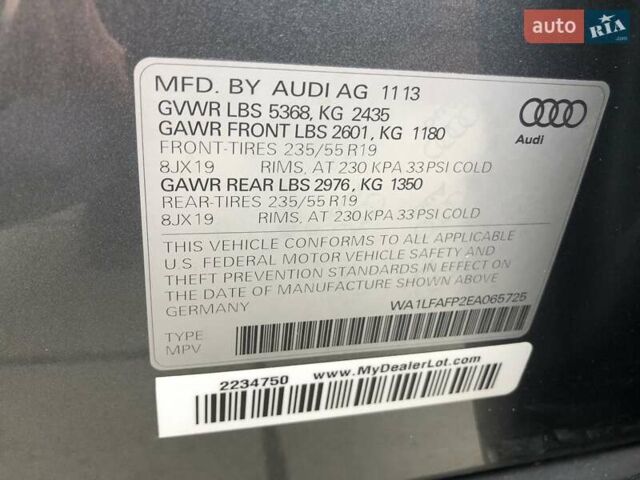 auto RIA
.com
MFD. BY AUDI AG 1113
GVWR LBS 5368, KG 2435
GAWR FRONT LBS 2601, KG 1180
FRONT-TIRES 235/55 R19
8JX19 RIMS, AT 230 KPA 33 PSI COLD
GAWR REAR LBS 2976, KG 1350
REAR-TIRES 235/55 R19
8JX19 RIMS, AT 230 KPA 33 PSI COLD
Audi
THIS VEHICLE CONFORMS TO ALL APPLICABLE
U.S. FEDERAL MOTOR VEHICLE SAFETY AND
THEFT PREVENTION STANDARDS IN EFFECT ON
THE DATE OF MANUFACTURE SHOWN ABOVE.
GERMANY
WA1LFAFP2EA065725
TYPE
MPV
2234750 www.MyDealerLot.com